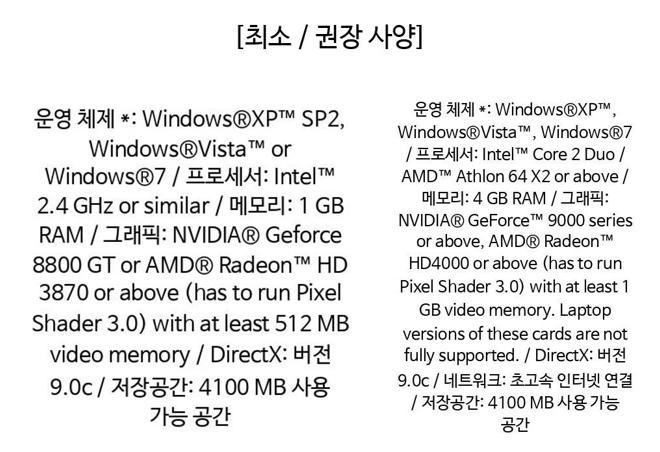 [최소 / 권장 사양]
운영 체제 *: Windows®XP™ SP2,
Windows®Vista™ or
Windows®7 / 프로세서: Intel™
2.4 GHz or similar / 메모리: 1 GB
RAM / 그래픽: NVIDIA® Geforce
8800 GT or AMD® Radeon™ HD
3870 or above (has to run Pixel
Shader 3.0) with at least 512 MB
video memory / DirectX: 버전
9.0c / 저장공간: 4100 MB 사용
가능 공간
운영 체제 *: Windows®XP™,
Windows®Vista™, Windows®7
/ 프로세서: Intel™ Core 2 Duo /
AMD™ Athlon 64 X2 or above /
메모리: 4 GB RAM / 그래픽:
NVIDIA® GeForce™ 9000 series
or above, AMD® Radeon™
HD4000 or above (has to run
Pixel Shader 3.0) with at least 1
GB video memory. Laptop
versions of these cards are not
fully supported. / DirectX: 버전
9.0c / 네트워크: 초고속 인터넷 연결
/ 저장공간: 4100 MB 사용 가능
공간